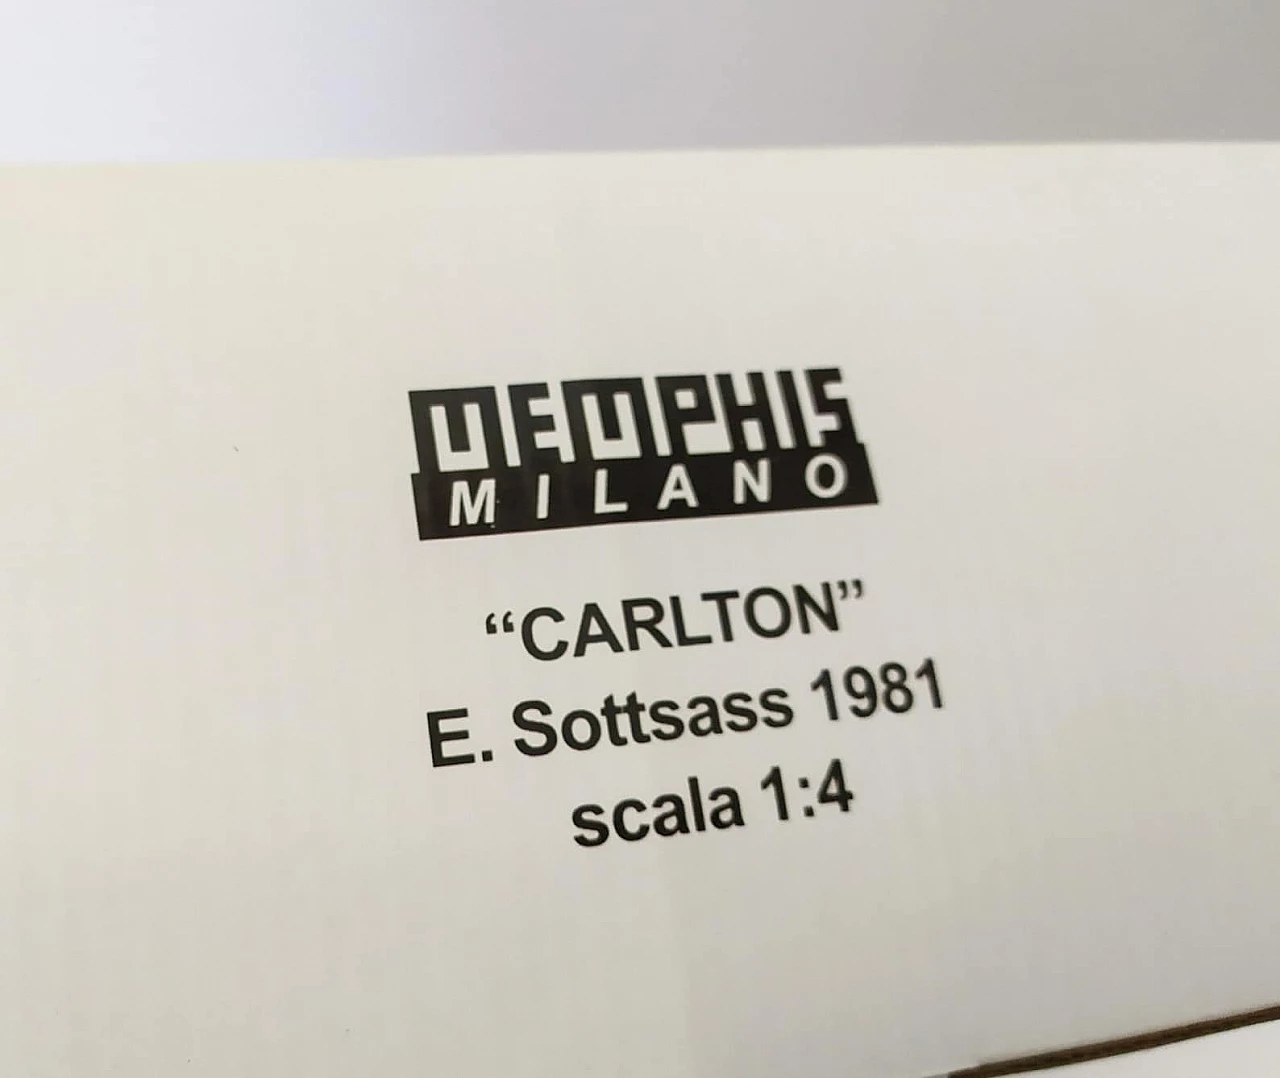 MEMPHIS
MILANO
“CARLTON”
E. Sottsass 1981
scala 1:4